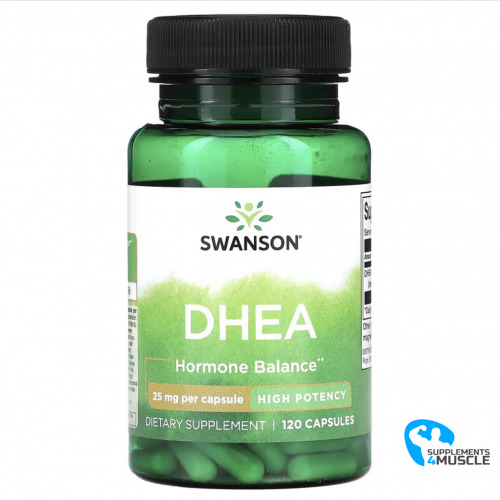 SWANSON®
DHEA
Hormone Balance**
25 mg per capsule HIGH POTENCY
DIETARY SUPPLEMENT | 120 CAPSULES
SUPPLEMENTS
4MUSCLE